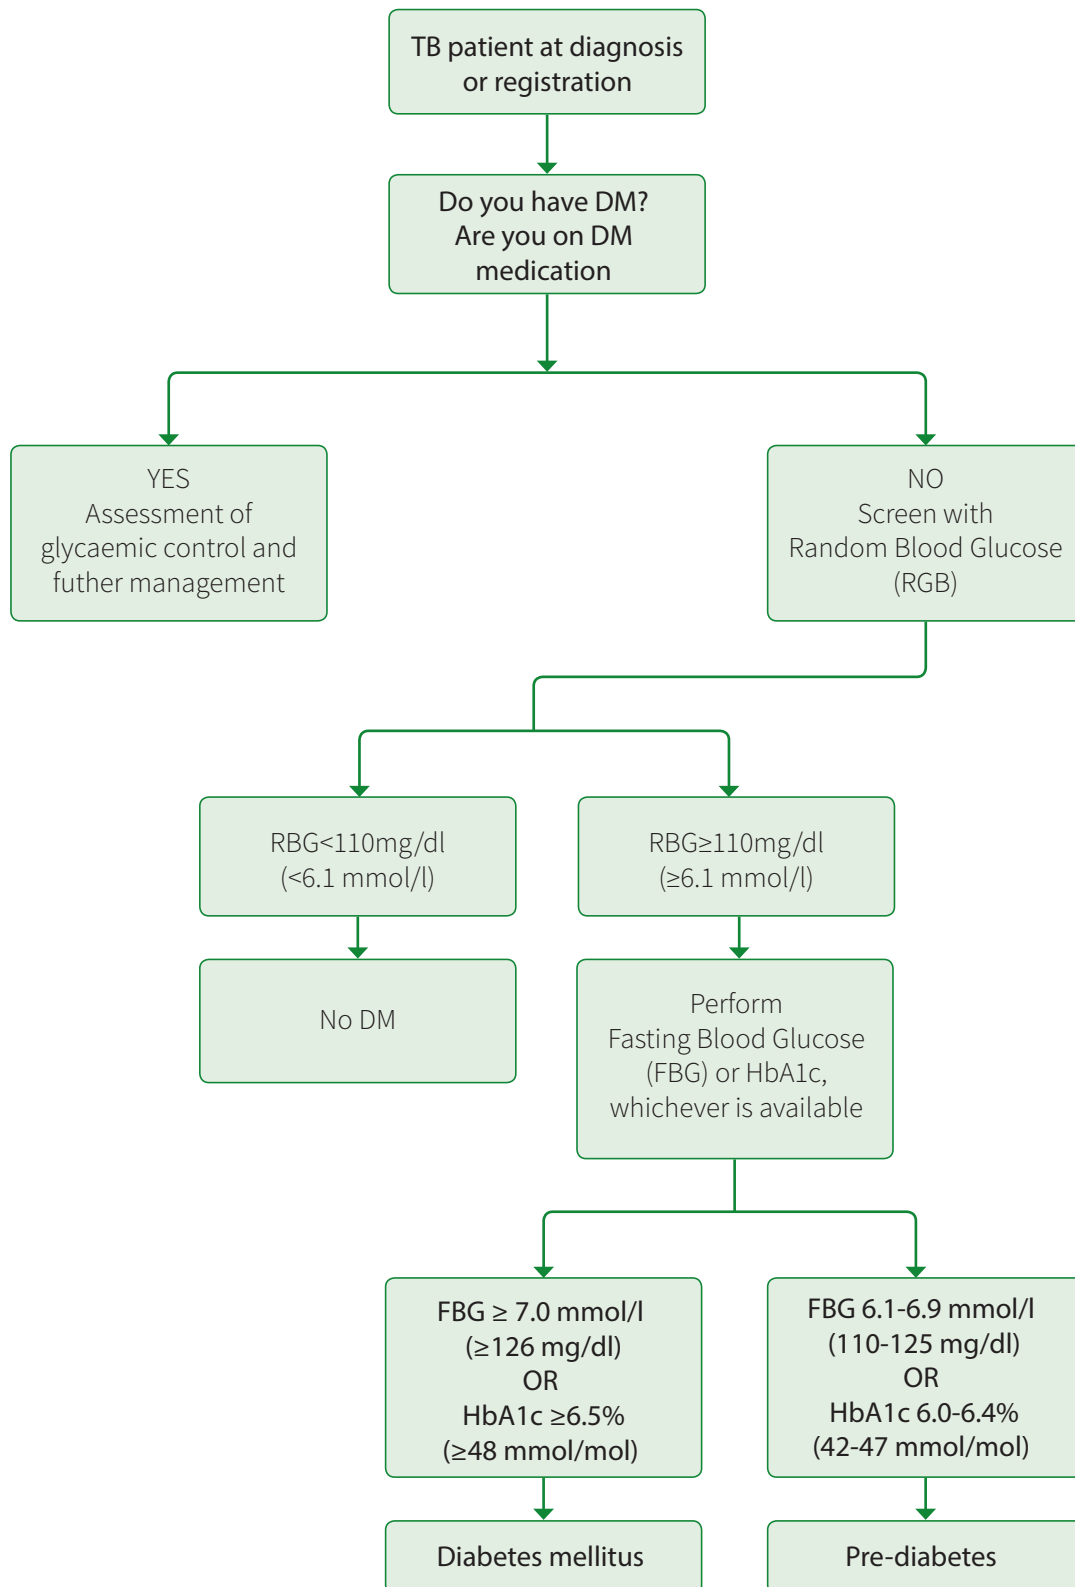 TB patient at diagnosis
or registration
Do you have DM?
Are you on DM
medication
YES
Assessment of
glycaemic control and
futher management
NO
Screen with
Random Blood Glucose
(RGB)
RBG<110mg/dl
(<6.1 mmol/l)
RBG≥110mg/dl
(≥6.1 mmol/l)
No DM
Perform
Fasting Blood Glucose
(FBG) or HbA1c,
whichever is available
FBG ≥ 7.0 mmol/l
(≥126 mg/dl)
OR
HbA1c ≥6.5%
(≥48 mmol/mol)
FBG 6.1-6.9 mmol/l
(110-125 mg/dl)
OR
HbA1c 6.0-6.4%
(42-47 mmol/mol)
Diabetes mellitus
Pre-diabetes